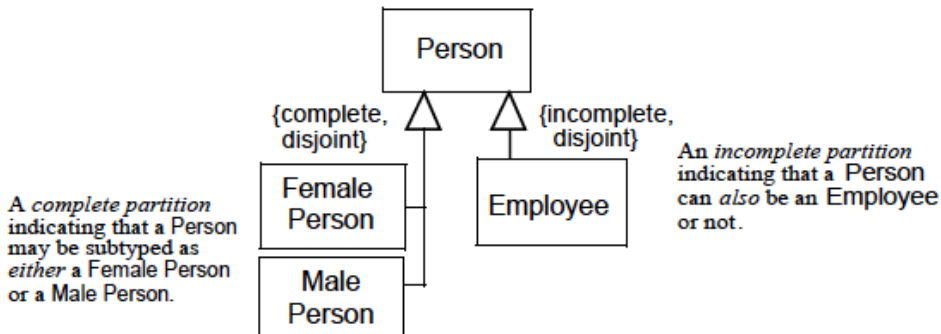 Person
{complete,
disjoint}
{incomplete,
disjoint}
Female
Person
Employee
Male
Person
A complete partition
indicating that a Person
may be subtyped as
either a Female Person
or a Male Person.
An incomplete partition
indicating that a Person
can also be an Employee
or not.